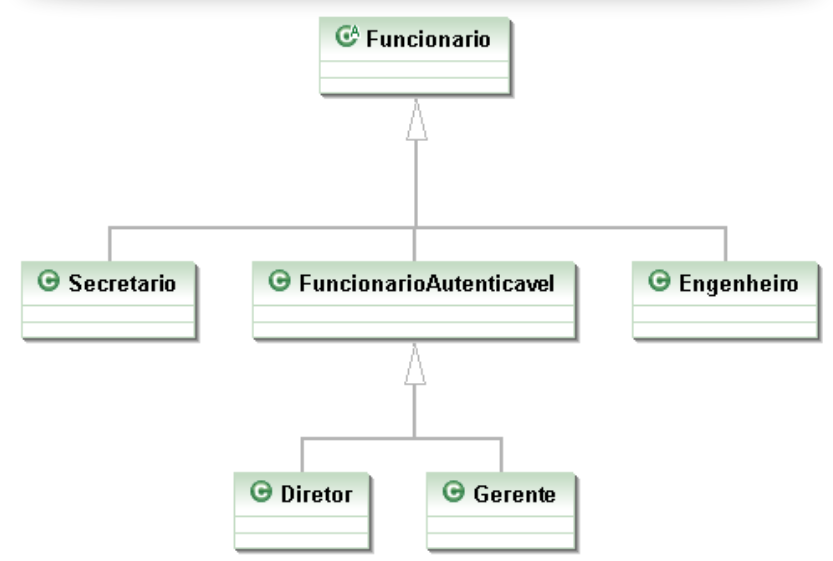 Funcionario
Secretario
FuncionarioAutenticavel
Engenheiro
Diretor
Gerente